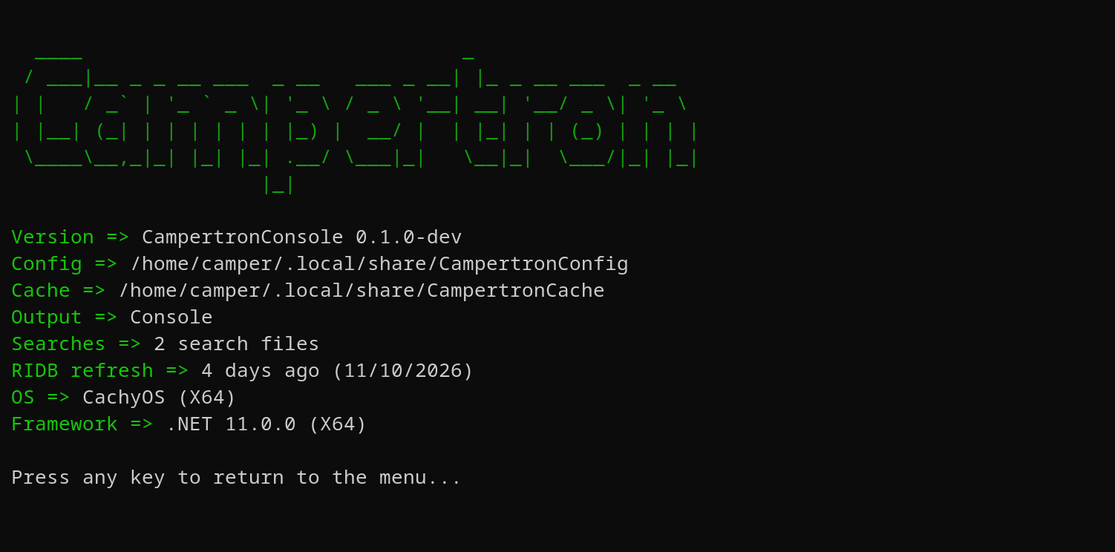 Campertron
Version => CampertronConsole 0.1.0-dev
Config => /home/camper/.local/share/CampertronConfig
Cache => /home/camper/.local/share/CampertronCache
Output => Console
Searches => 2 search files
RIDB refresh => 4 days ago (11/10/2026)
OS => CachyOS (X64)
Framework => .NET 11.0.0 (X64)
Press any key to return to the menu...